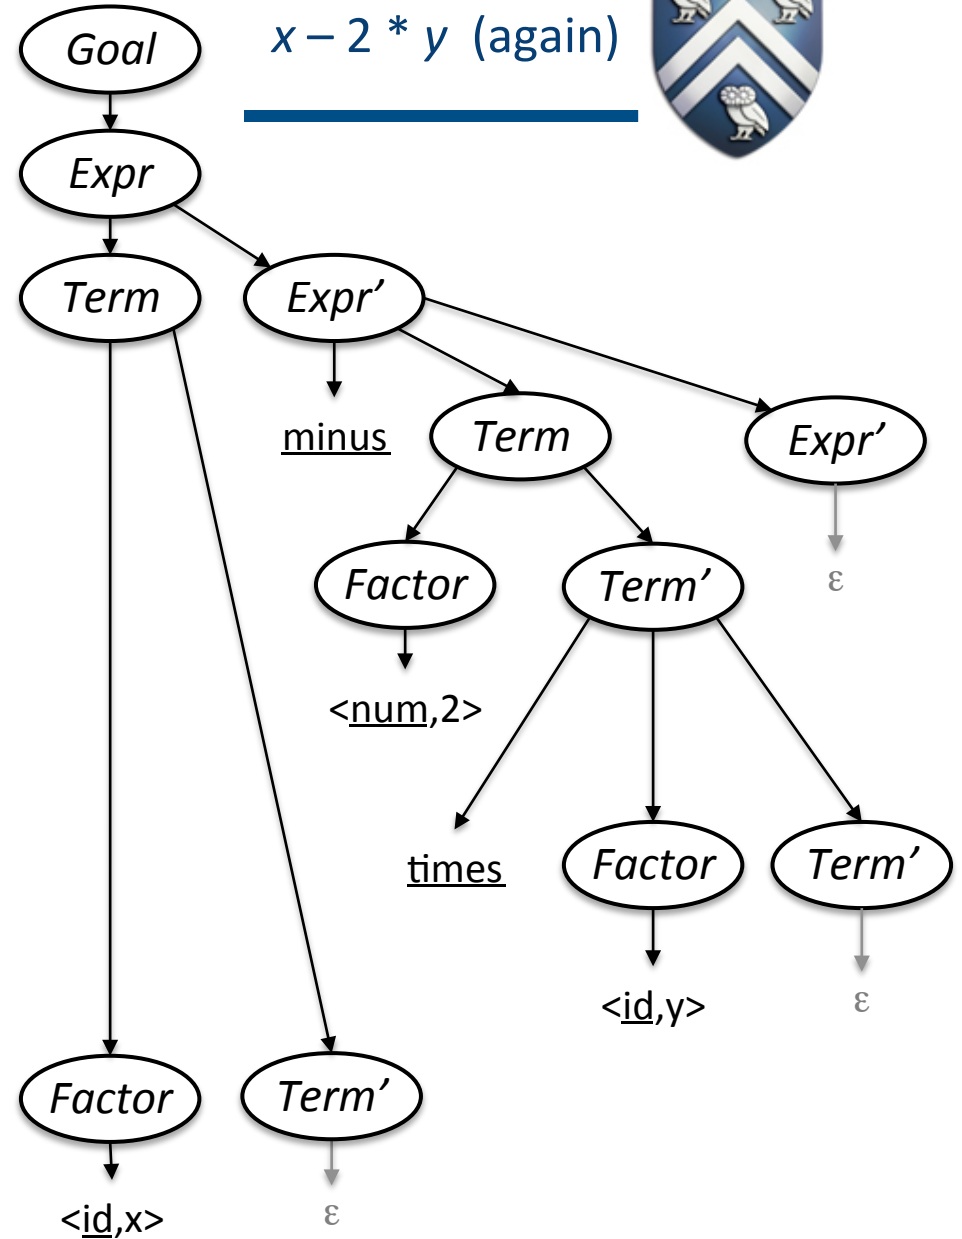 x – 2 * y (again)
Goal
Expr
Term
Expr’
minus
Term
Expr’
Factor
Term’
ε
<num,2>
times
Factor
Term’
<id,y>
ε
Factor
Term’
<id,x>
ε